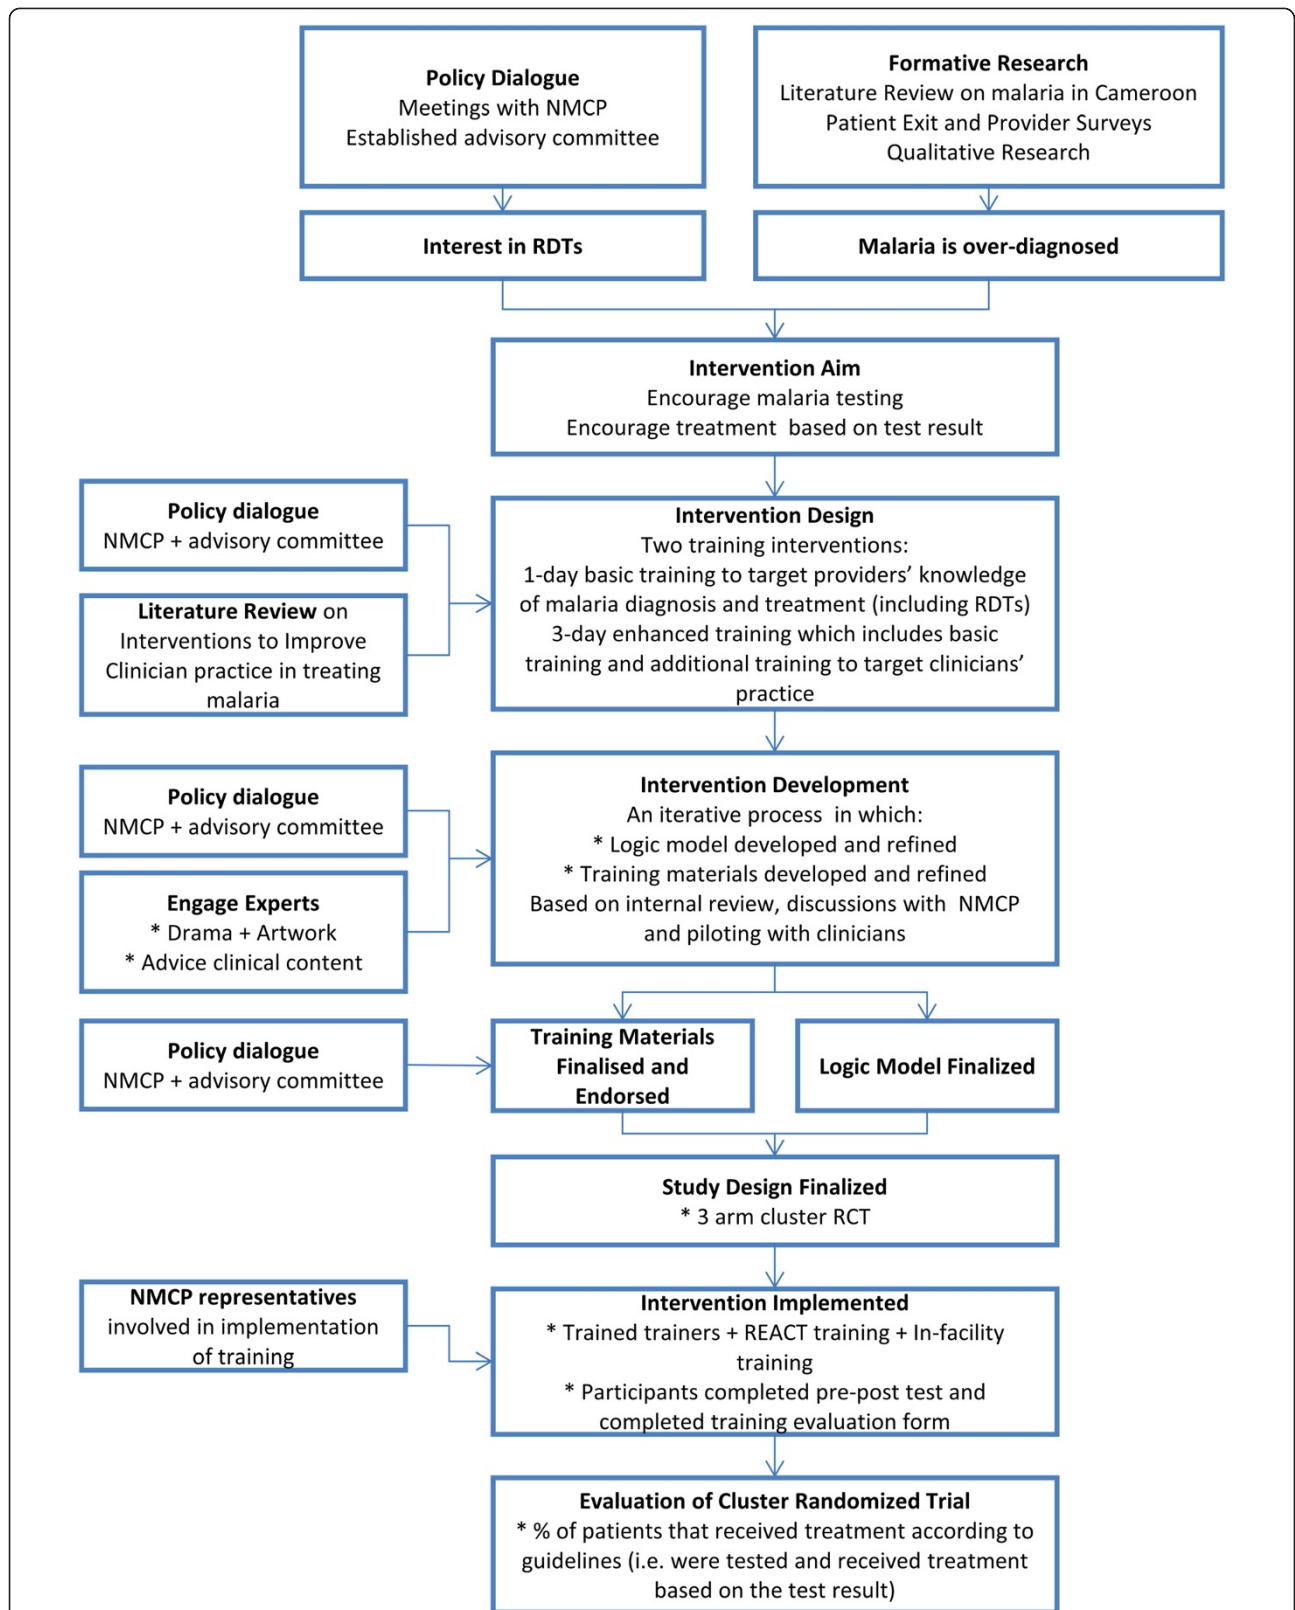 Policy Dialogue
Meetings with NMCP
Established advisory committee
Formative Research
Literature Review on malaria in Cameroon
Patient Exit and Provider Surveys
Qualitative Research
Interest in RDTs
Malaria is over-diagnosed
Intervention Aim
Encourage malaria testing
Encourage treatment based on test result
Policy dialogue
NMCP + advisory committee
Literature Review on
Interventions to Improve
Clinician practice in treating
malaria
Intervention Design
Two training interventions:
1-day basic training to target providers’ knowledge
of malaria diagnosis and treatment (including RDTs)
3-day enhanced training which includes basic
training and additional training to target clinicians’
practice
Policy dialogue
NMCP + advisory committee
Engage Experts
* Drama + Artwork
* Advice clinical content
Intervention Development
An iterative process in which:
* Logic model developed and refined
* Training materials developed and refined
Based on internal review, discussions with NMCP
and piloting with clinicians
Policy dialogue
NMCP + advisory committee
Training Materials
Finalised and
Endorsed
Logic Model Finalized
Study Design Finalized
* 3 arm cluster RCT
NMCP representatives
involved in implementation
of training
Intervention Implemented
* Trained trainers + REACT training + In-facility
training
* Participants completed pre-post test and
completed training evaluation form
Evaluation of Cluster Randomized Trial
* % of patients that received treatment according to
guidelines (i.e. were tested and received treatment
based on the test result)